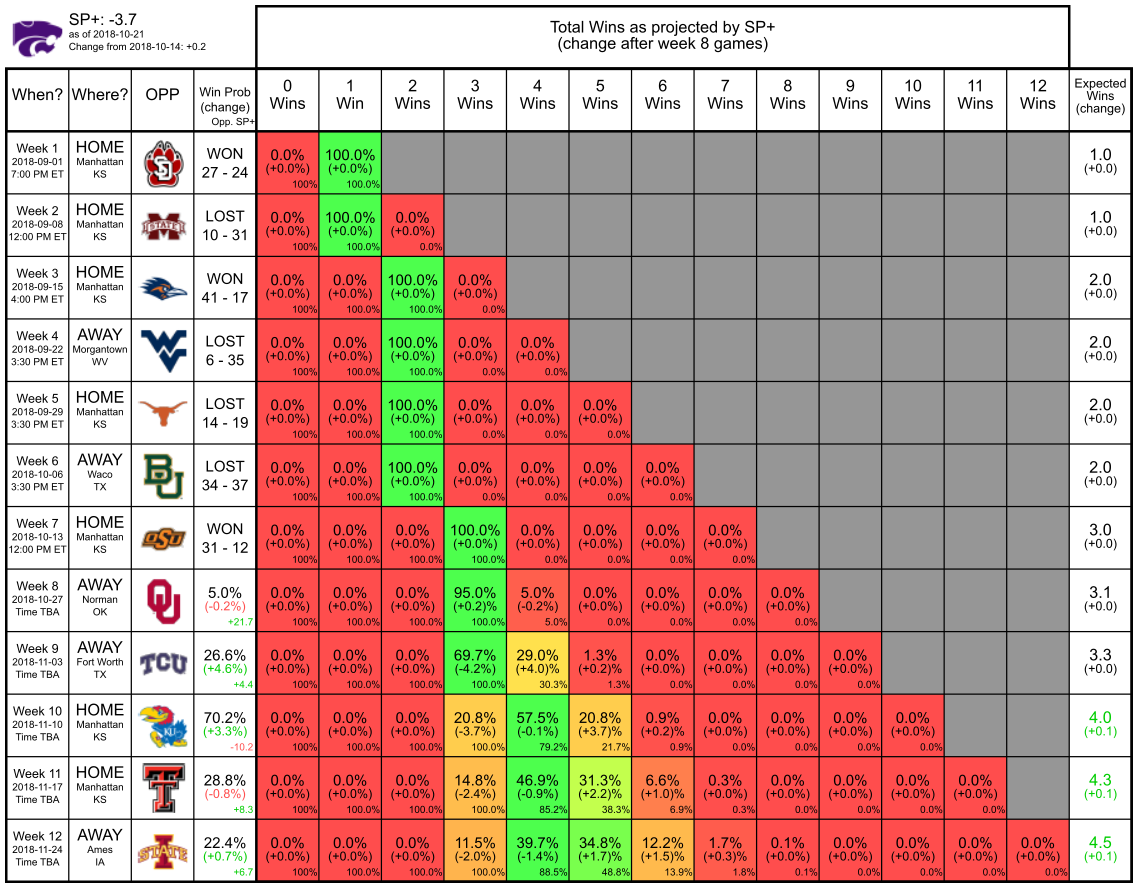 SP+: -3.7
as of 2018-10-21
Change from 2018-10-14: +0.2
Total Wins as projected by SP+
(change after week 8 games)
When? Where? OPP Win Prob (change) Opp. SP+ 0 Wins 1 Win 2 Wins 3 Wins 4 Wins 5 Wins 6 Wins 7 Wins 8 Wins 9 Wins 10 Wins 11 Wins 12 Wins Expected Wins (change)
Week 1 HOME WON 0.0% 100.0% 1.0
2018-09-01 Manhattan (+0.0%) (+0.0%) (+0.0)
7:00 PM ET KS 27 - 24 100% 100.0%
Week 2 HOME STATE LOST 0.0% 100.0% 0.0% 1.0
2018-09-08 Manhattan (+0.0%) (+0.0%) (+0.0%) (+0.0)
12:00 PM ET KS 10 - 31 100% 100.0% 0.0%
Week 3 HOME WON 0.0% 0.0% 100.0% 0.0% 2.0
2018-09-15 Manhattan (+0.0%) (+0.0%) (+0.0%) (+0.0%) (+0.0)
4:00 PM ET KS 41 - 17 100% 100.0% 100.0% 0.0%
Week 4 AWAY WV LOST 0.0% 0.0% 100.0% 0.0% 0.0% 2.0
2018-09-22 Morgantown (+0.0%) (+0.0%) (+0.0%) (+0.0%) (+0.0%) (+0.0)
3:30 PM ET WV 6 - 35 100% 100.0% 100.0% 0.0% 0.0%
Week 5 HOME LOST 0.0% 0.0% 100.0% 0.0% 0.0% 0.0% 2.0
2018-09-29 Manhattan (+0.0%) (+0.0%) (+0.0%) (+0.0%) (+0.0%) (+0.0%) (+0.0)
3:30 PM ET KS 14 - 19 100% 100.0% 100.0% 0.0% 0.0% 0.0%
Week 6 AWAY BU LOST 0.0% 0.0% 100.0% 0.0% 0.0% 0.0% 0.0% 2.0
2018-10-06 Waco (+0.0%) (+0.0%) (+0.0%) (+0.0%) (+0.0%) (+0.0%) (+0.0%) (+0.0)
3:30 PM ET TX 34 - 37 100% 100.0% 100.0% 0.0% 0.0% 0.0% 0.0%
Week 7 HOME OSU WON 0.0% 0.0% 0.0% 100.0% 0.0% 0.0% 0.0% 0.0% 3.0
2018-10-13 Manhattan (+0.0%) (+0.0%) (+0.0%) (+0.0%) (+0.0%) (+0.0%) (+0.0%) (+0.0%) (+0.0)
12:00 PM ET KS 31 - 12 100% 100.0% 100.0% 100.0% 0.0% 0.0% 0.0% 0.0%
Week 8 AWAY OU 5.0% 0.0% 0.0% 0.0% 95.0% 5.0% 0.0% 0.0% 0.0% 0.0% 3.1
2018-10-27 Norman (-0.2%) (+0.0%) (+0.0%) (+0.0%) (+0.2)% (-0.2%) (+0.0%) (+0.0%) (+0.0%) (+0.0%) (+0.0)
Time TBA OK +21.7 100% 100.0% 100.0% 100.0% 5.0% 0.0% 0.0% 0.0% 0.0%
Week 9 AWAY TCU 26.6% 0.0% 0.0% 0.0% 69.7% 29.0% 1.3% 0.0% 0.0% 0.0% 0.0% 3.3
2018-11-03 Fort Worth (+4.6%) (+0.0%) (+0.0%) (+0.0%) (-4.2%) (+4.0)% (+0.2)% (+0.0%) (+0.0%) (+0.0%) (+0.0%) (+0.0)
Time TBA TX +4.4 100% 100.0% 100.0% 100.0% 30.3% 1.3% 0.0% 0.0% 0.0% 0.0%
Week 10 HOME KU 70.2% 0.0% 0.0% 0.0% 20.8% 57.5% 20.8% 0.9% 0.0% 0.0% 0.0% 0.0% 4.0
2018-11-10 Manhattan (+3.3%) (+0.0%) (+0.0%) (+0.0%) (-3.7%) (-0.1%) (+3.7)% (+0.2)% (+0.0%) (+0.0%) (+0.0%) (+0.0%) (+0.1)
Time TBA KS -10.2 100% 100.0% 100.0% 100.0% 79.2% 21.7% 0.9% 0.0% 0.0% 0.0% 0.0%
Week 11 HOME T 28.8% 0.0% 0.0% 0.0% 14.8% 46.9% 31.3% 6.6% 0.3% 0.0% 0.0% 0.0% 0.0% 4.3
2018-11-17 Manhattan (-0.8%) (+0.0%) (+0.0%) (+0.0%) (-2.4%) (-0.9%) (+2.2)% (+1.0)% (+0.0%) (+0.0%) (+0.0%) (+0.0%) (+0.0%) (+0.1)
Time TBA KS +8.3 100% 100.0% 100.0% 100.0% 85.2% 38.3% 6.9% 0.3% 0.0% 0.0% 0.0% 0.0%
Week 12 AWAY STATE 22.4% 0.0% 0.0% 0.0% 11.5% 39.7% 34.8% 12.2% 1.7% 0.1% 0.0% 0.0% 0.0% 0.0% 4.5
2018-11-24 Ames (+0.7%) (+0.0%) (+0.0%) (+0.0%) (-2.0%) (-1.4%) (+1.7)% (+1.5)% (+0.3)% (+0.0%) (+0.0%) (+0.0%) (+0.0%) (+0.0%) (+0.1)
Time TBA IA +6.7 100% 100.0% 100.0% 100.0% 88.5% 48.8% 13.9% 1.8% 0.1% 0.0% 0.0% 0.0% 0.0%